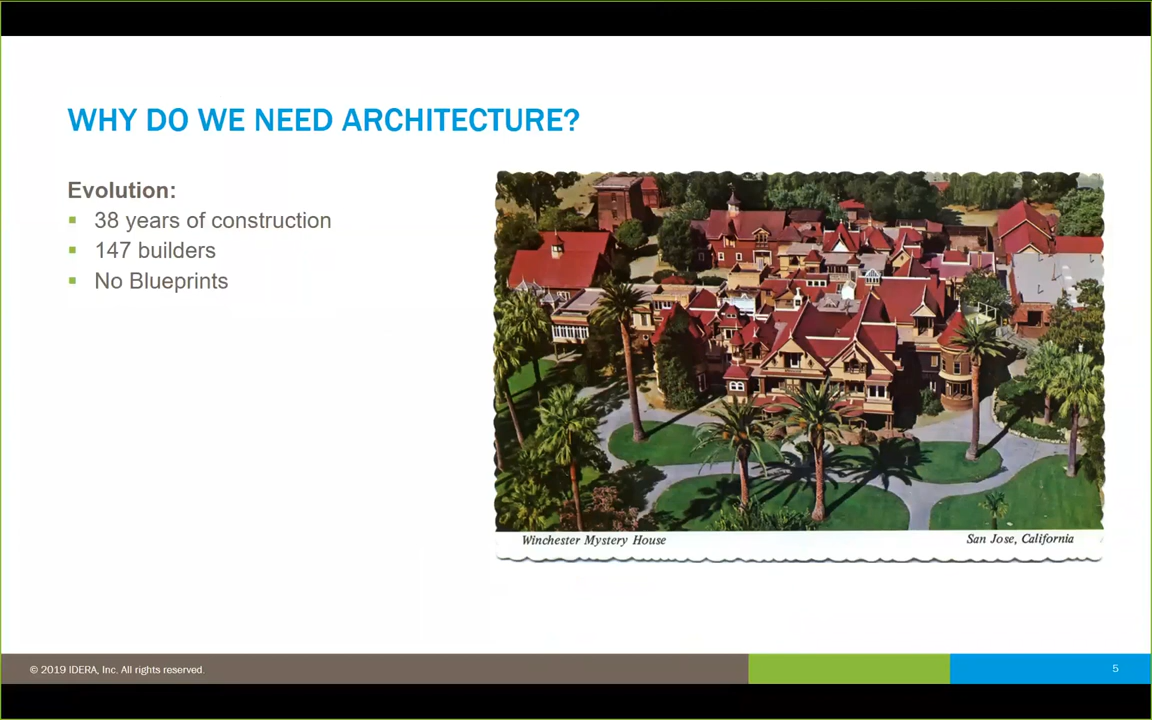 WHY DO WE NEED ARCHITECTURE?
Evolution:
▪ 38 years of construction
▪ 147 builders
▪ No Blueprints
Winchester Mystery House
San Jose, California
© 2019 IDERA, Inc. All rights reserved.
5